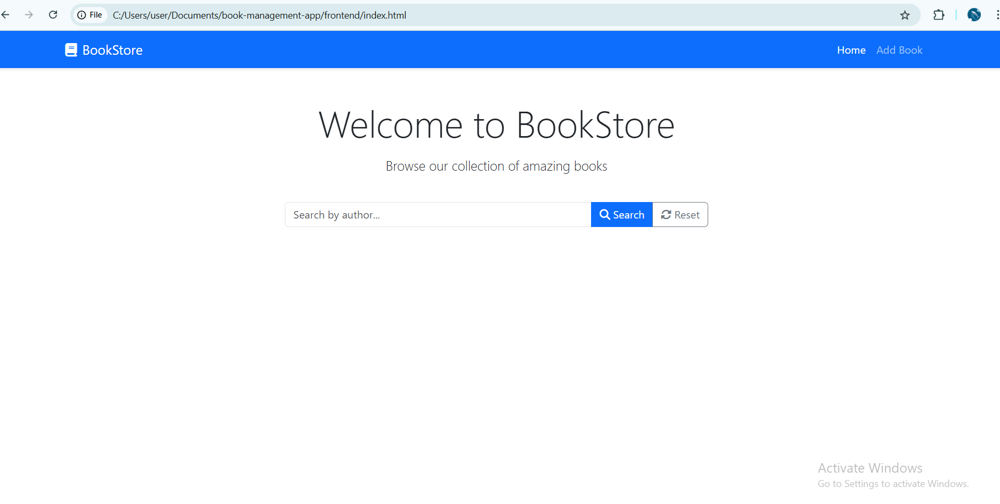 File C:/Users/user/Documents/book-management-app/frontend/index.html
BookStore Home Add Book
Welcome to BookStore
Browse our collection of amazing books
Search by author... Search Reset
Activate Windows
Go to Settings to activate Windows.